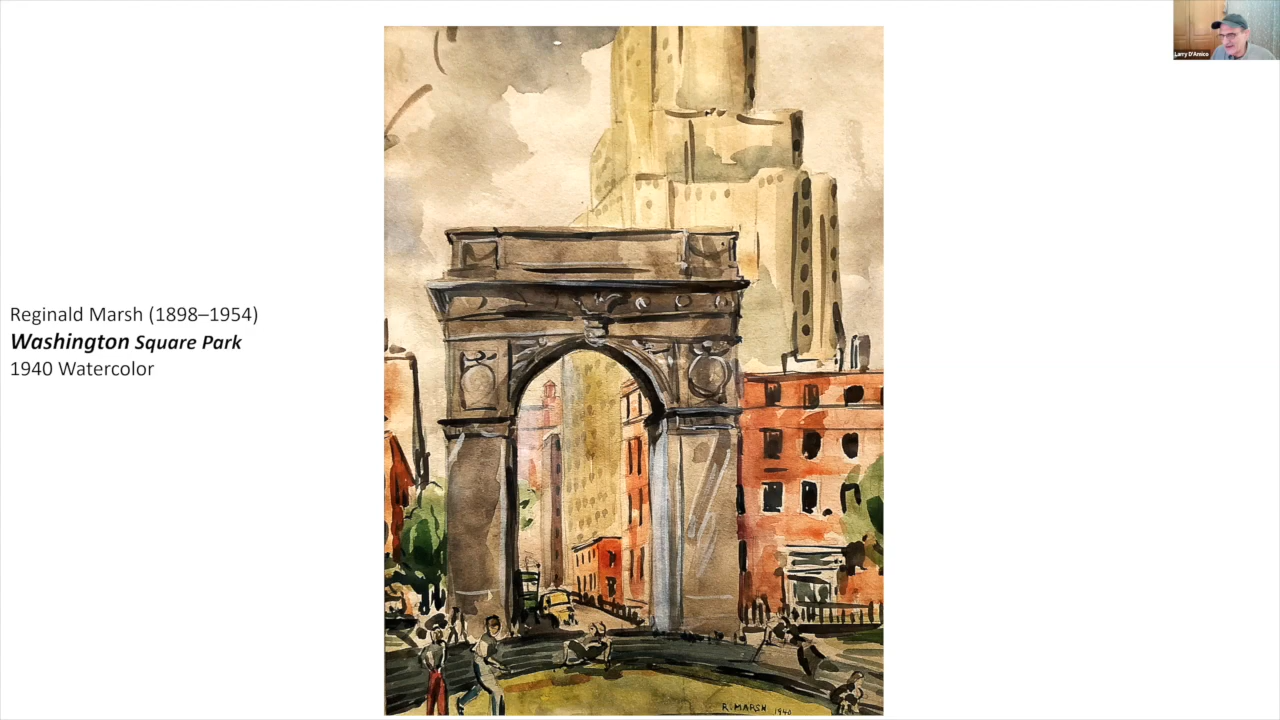 Larry D'Amico
Reginald Marsh (1898–1954)
Washington Square Park
1940 Watercolor
R. MARSH 1940